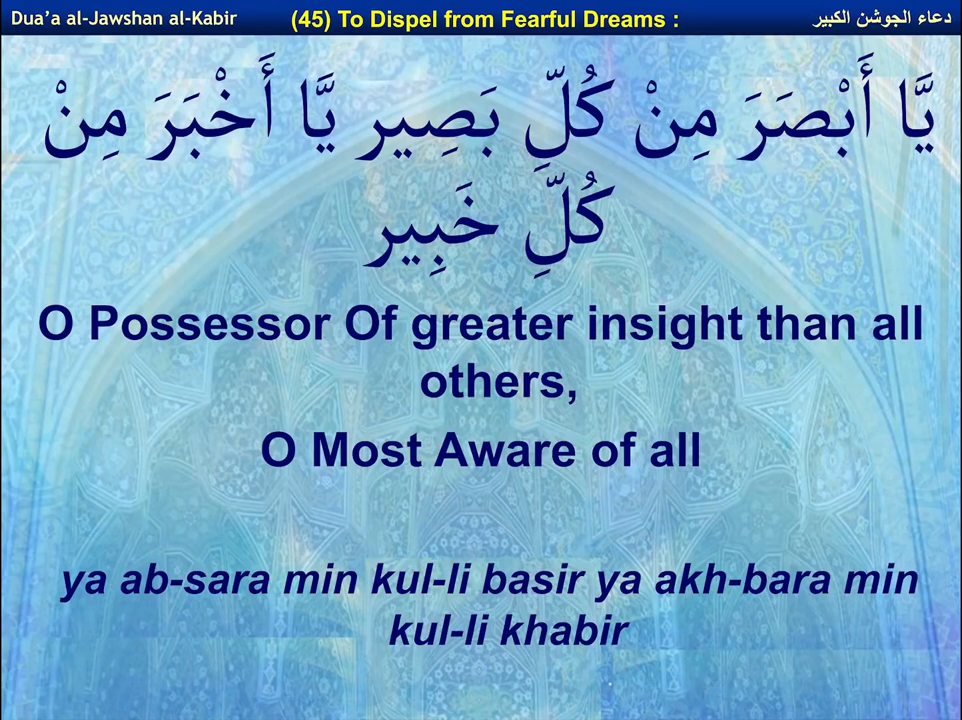 Dua’a al-Jawshan al-Kabir (45) To Dispel from Fearful Dreams : دعاء الجوشن الكبير
يَّا أَبْصَرَ مِنْ كُلِّ بَصِير يَّا أَخْبَرَ مِنْ
كُلِّ خَبِير
O Possessor Of greater insight than all
others,
O Most Aware of all
ya ab-sara min kul-li basir ya akh-bara min
kul-li khabir